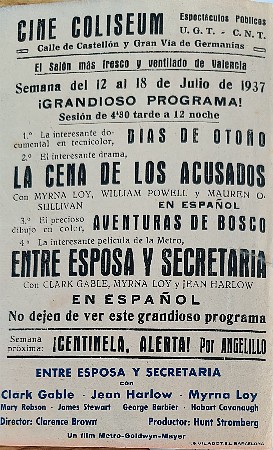 CINE COLISEUM
Espectáculos Públicos
U. G. T. - C. N. T.
Calle de Castellón y Gran Vía de Germanías
El Salón más fresco y ventilado de Valencia
Semana del 12 al 18 de Julio de 1937
¡GRANDIOSO PROGRAMA!
Sesión de 4'30 tarde a 12 noche
1.º La interesante do-
cumental en tecnicolor, DIAS DE OTOÑO
2.º El interesante drama,
LA CENA DE LOS ACUSADOS
Con MYRNA LOY, WILLIAM POWELL y MAUREN O.
SULLIVAN EN ESPAÑOL
3.º El precioso
dibujo en color, AVENTURAS DE BOSCO
4.º La interesante película de la Metro,
ENTRE ESPOSA Y SECRETARIA
Con CLARK GABLE, MYRNA LOY y JEAN HARLOW
EN ESPAÑOL
No dejen de ver este grandioso programa
Semana
próxima: ¡CENTINELA, ALERTA! Por ANGELILLO
ENTRE ESPOSA Y SECRETARIA
con
Clark Gable - Jean Harlow - Myrna Loy
May Robson - James Stewart George Barbier - Hobart Cavanaugh
Director: Clarence Brown Productor: Hunt Stromberg
Un film Metro-Goldwyn-Mayer